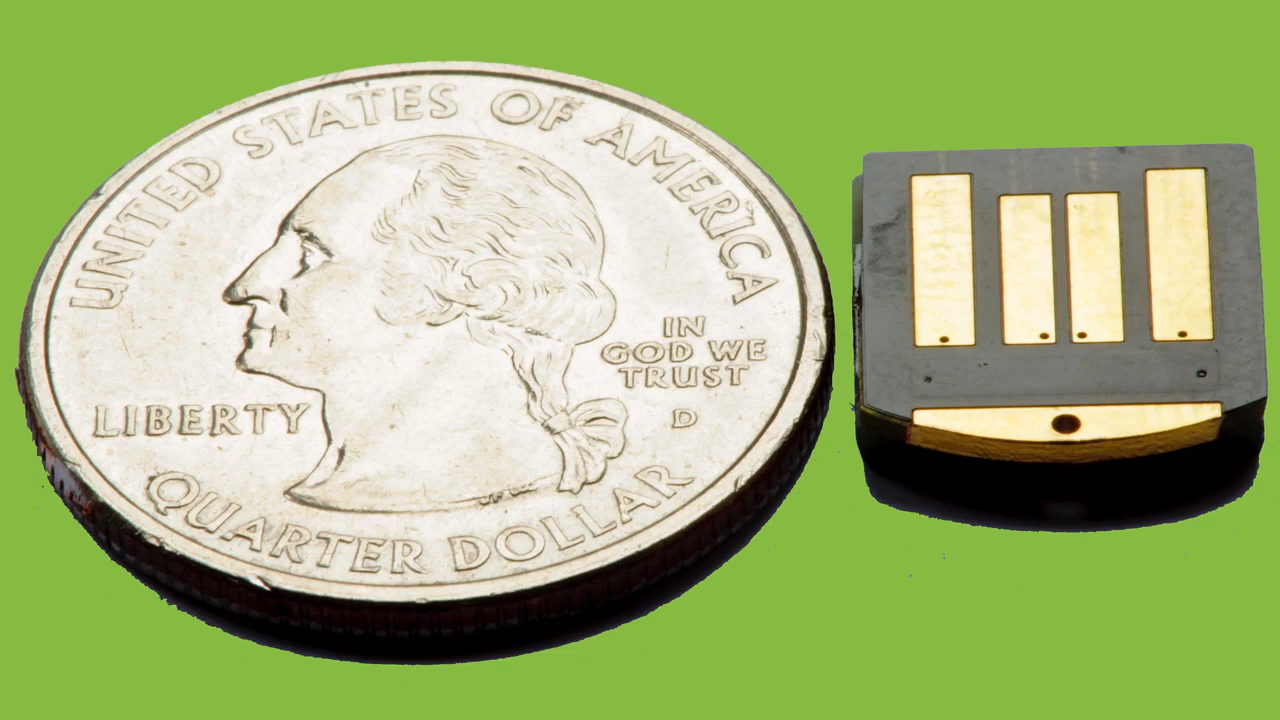 UNITED STATES OF AMERICA
LIBERTY
IN
GOD WE
TRUST
D
QUARTER DOLLAR